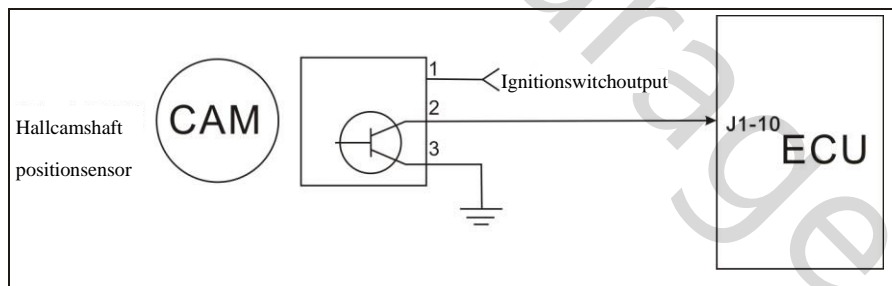 Hallcamshaft
positionsensor
CAM
1
Ignitionswitchoutput
2
3
J1-10
ECU